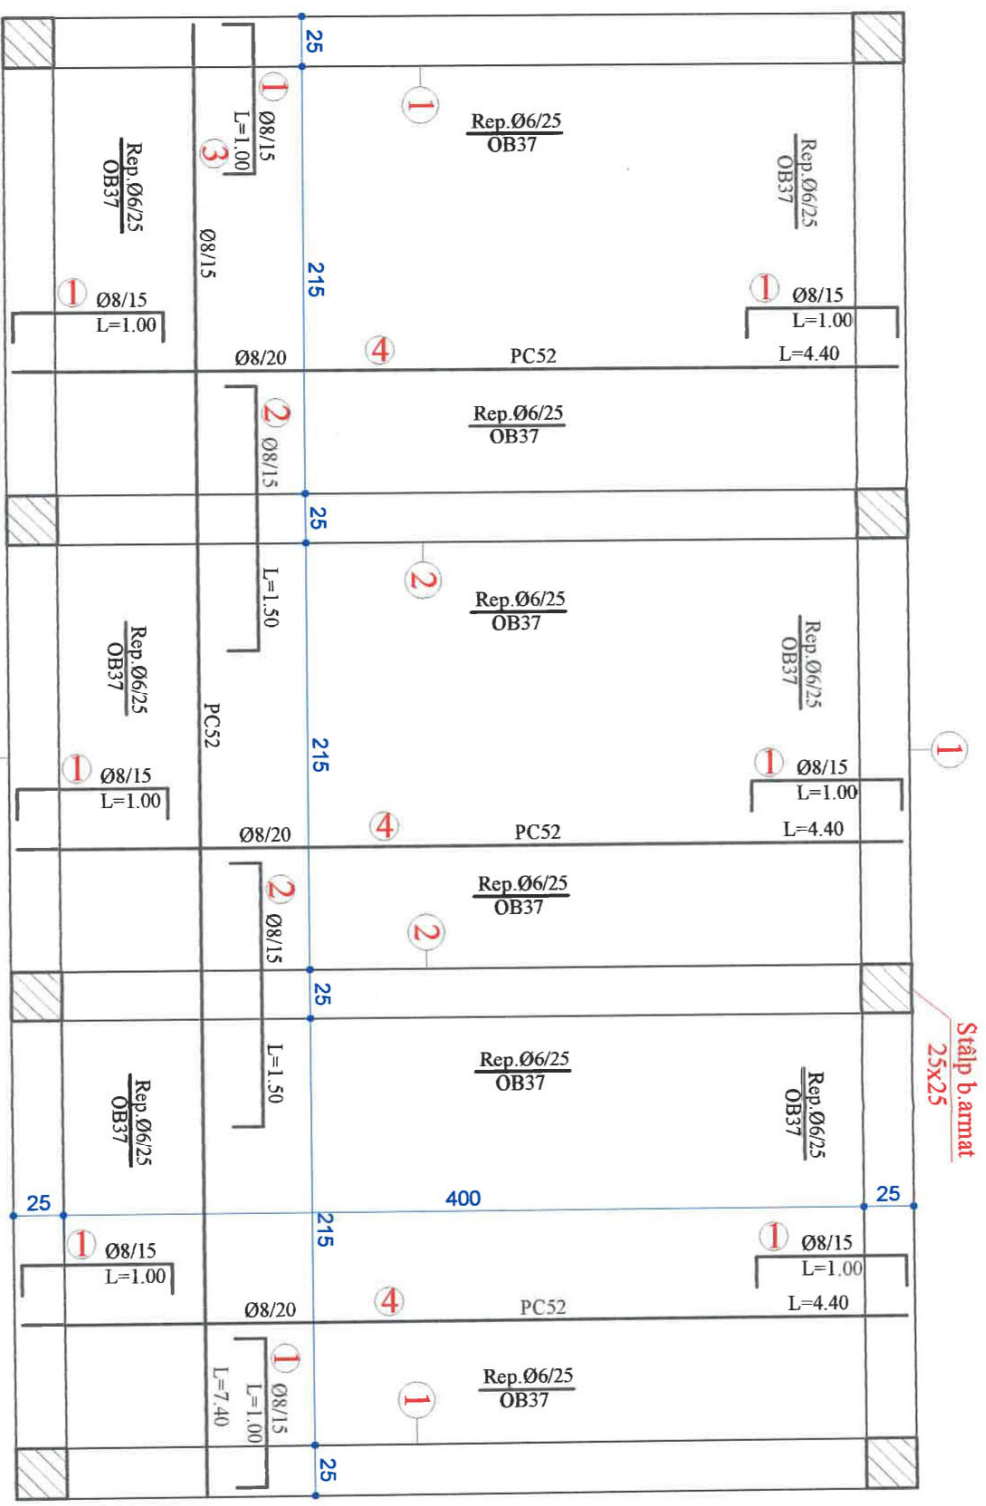 25
1
Ø8/15
L=1.00
3
1
Rep.Ø6/25
OB37
Rep.Ø6/25
OB37
Rep.Ø6/25
OB37
Ø8/15
215
1 Ø8/15
L=1.00
1 Ø8/15
L=1.00
Ø8/20
4
PC52
L=4.40
2
Ø8/15
Rep.Ø6/25
OB37
25
L=1.50
2
Rep.Ø6/25
OB37
Rep.Ø6/25
OB37
Rep.Ø6/25
OB37
PC52
215
1
1 Ø8/15
L=1.00
1 Ø8/15
L=1.00
Ø8/20
4
PC52
L=4.40
2
Ø8/15
Rep.Ø6/25
OB37
2
25
L=1.50
Stâlp b.armat
25x25
Rep.Ø6/25
OB37
Rep.Ø6/25
OB37
Rep.Ø6/25
OB37
25
400
25
215
1 Ø8/15
L=1.00
1 Ø8/15
L=1.00
Ø8/20
4
PC52
L=4.40
1
Ø8/15
L=1.00
L=7.40
Rep.Ø6/25
OB37
1
25